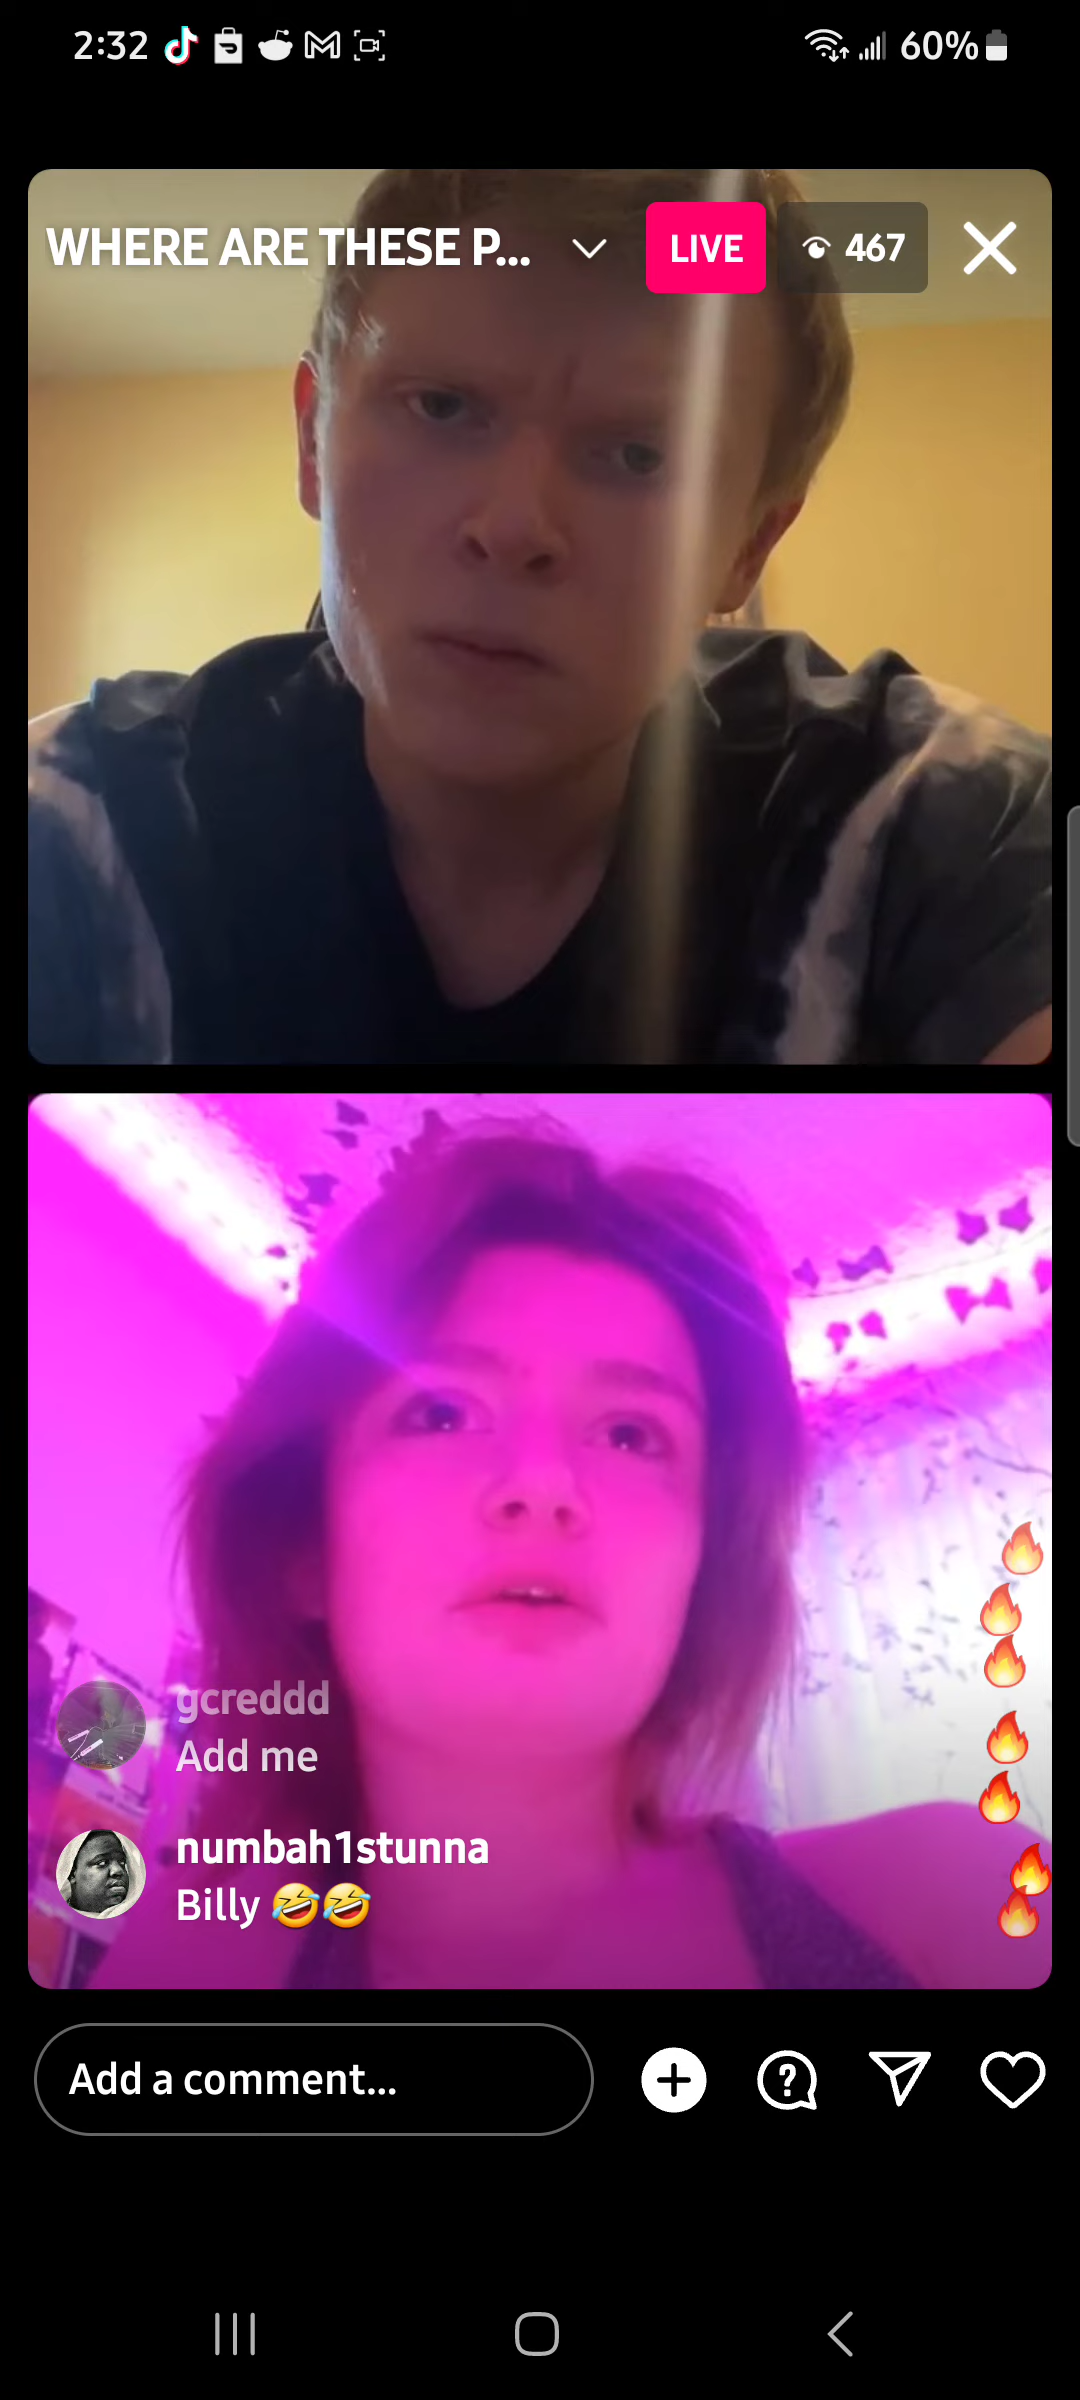 2:32 60%
WHERE ARE THESE P... LIVE 467
gcreddd
Add me
numbah1stunna
Billy 🤣🤣
Add a comment...